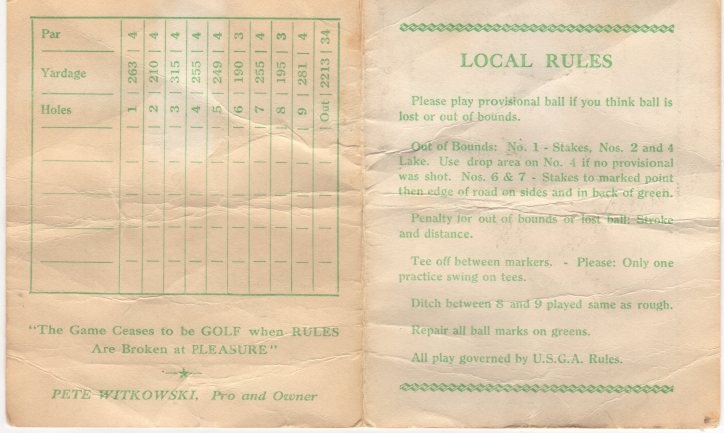 Par | 4 | 4 | 4 | 4 | 4 | 3 | 4 | 3 | 4 | 34
Yardage | 263 | 210 | 315 | 255 | 249 | 190 | 255 | 195 | 281 | 2213
Holes | 1 | 2 | 3 | 4 | 5 | 6 | 7 | 8 | 9 | Out
"The Game Ceases to be GOLF when RULES
Are Broken at PLEASURE"
PETE WITKOWSKI, Pro and Owner
LOCAL RULES
Please play provisional ball if you think ball is
lost or out of bounds.
Out of Bounds: No. 1 - Stakes, Nos. 2 and 4
Lake. Use drop area on No. 4 if no provisional
was shot. Nos. 6 & 7 - Stakes to marked point
then edge of road on sides and in back of green.
Penalty for out of bounds or lost ball: Stroke
and distance.
Tee off between markers. - Please: Only one
practice swing on tees.
Ditch between 8 and 9 played same as rough.
Repair all ball marks on greens.
All play governed by U.S.G.A. Rules.